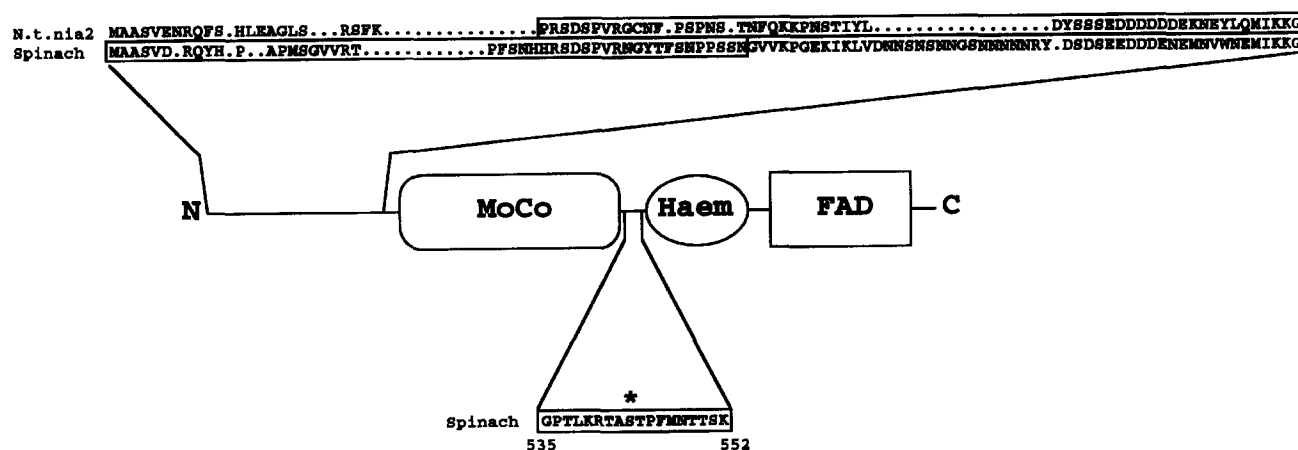 N.t.nia2 MAASVENRQFS.HLEAGLS...RSFK...............PRSDSPVRGCNF.PSPNS.TNFQKKPNSTIYL..................DYSSSEDDDDDDEKNEYLQMIKKG
Spinach MAASVD.RQYH.P..APMSGVVRT..............PFSNHHRSDSPVRNGYTFSNPPSSNGVVKPGEKIKLVDNNSNSNNGSNNNNNRY.DSDSEEDDDENEMNVWNEMIKKG
N MoCo Haem FAD C
*
Spinach GPTLKRTASTPFMNTTSK
535 552